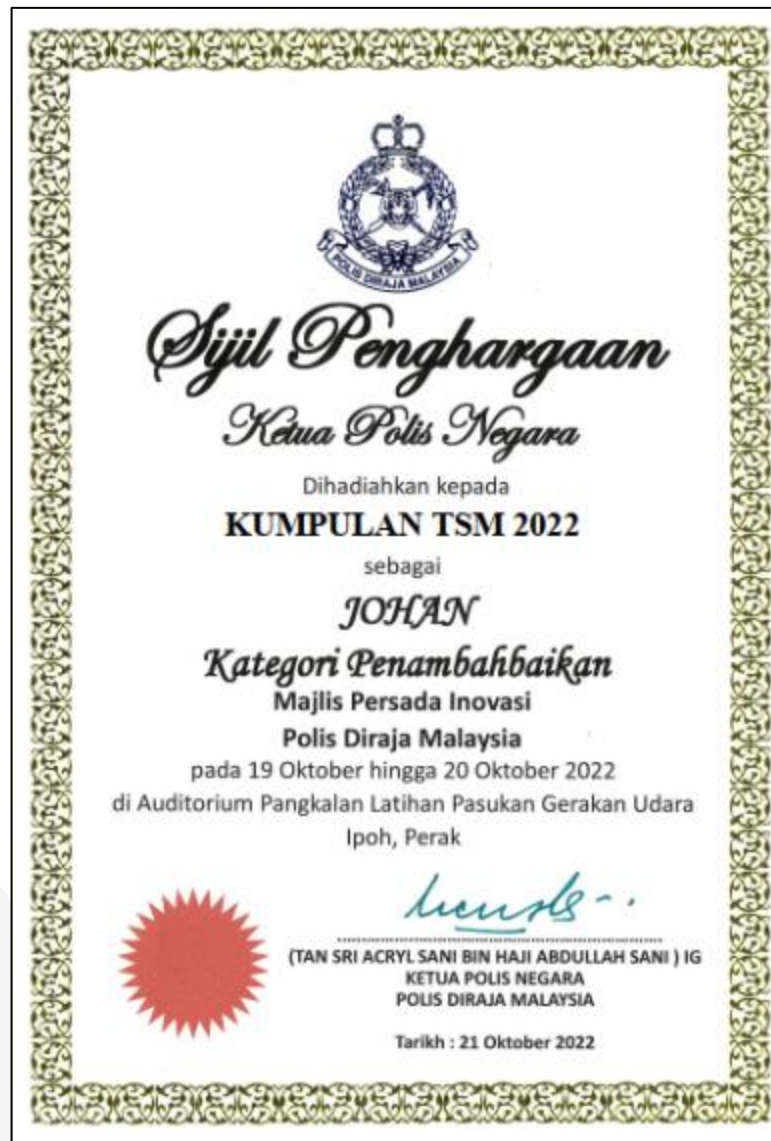 POLIS DIRAJA MALAYSIA
Sijil Penghargaan
Ketua Polis Negara
Dihadiahkan kepada
KUMPULAN TSM 2022
sebagai
JOHAN
Kategori Penambahbaikan
Majlis Persada Inovasi
Polis Diraja Malaysia
pada 19 Oktober hingga 20 Oktober 2022
di Auditorium Pangkalan Latihan Pasukan Gerakan Udara
Ipoh, Perak
(TAN SRI ACRYL SANI BIN HAJI ABDULLAH SANI ) IG
KETUA POLIS NEGARA
POLIS DIRAJA MALAYSIA
Tarikh : 21 Oktober 2022